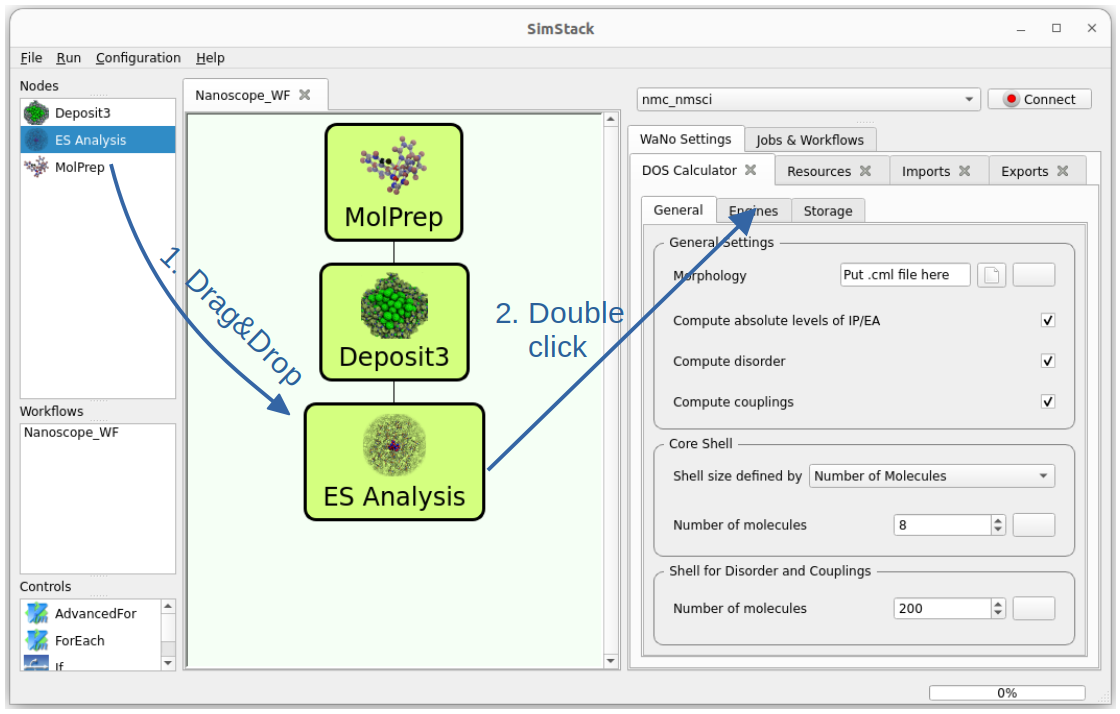 SimStack
File Run Configuration Help
Nodes
Deposit3
ES Analysis
MolPrep
Workflows
Nanoscope_WF
Controls
AdvancedFor
ForEach
If
Nanoscope_WF
MolPrep
Deposit3
ES Analysis
1. Drag&Drop
2. Double
click
nmc_nmsci
Connect
WaNo Settings Jobs & Workflows
DOS Calculator Resources Imports Exports
General Engines Storage
General Settings
Morphology Put .cml file here
Compute absolute levels of IP/EA
Compute disorder
Compute couplings
Core Shell
Shell size defined by Number of Molecules
Number of molecules 8
Shell for Disorder and Couplings
Number of molecules 200
0%